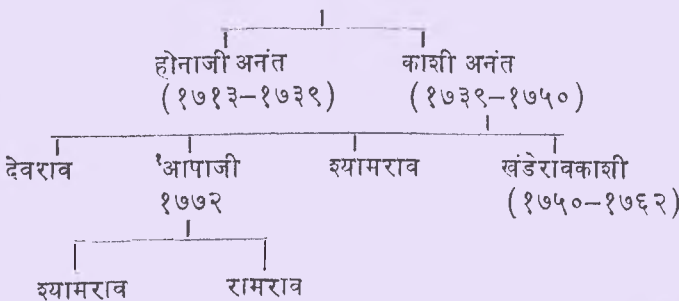 होनाजी अनंत काशी अनंत
(१७१३–१७३९) (१७३९–१७५०)
देवराव 'आपाजी श्यामराव खंडेरावकाशी
१७७२ (१७५०–१७६२)
श्यामराव रामराव